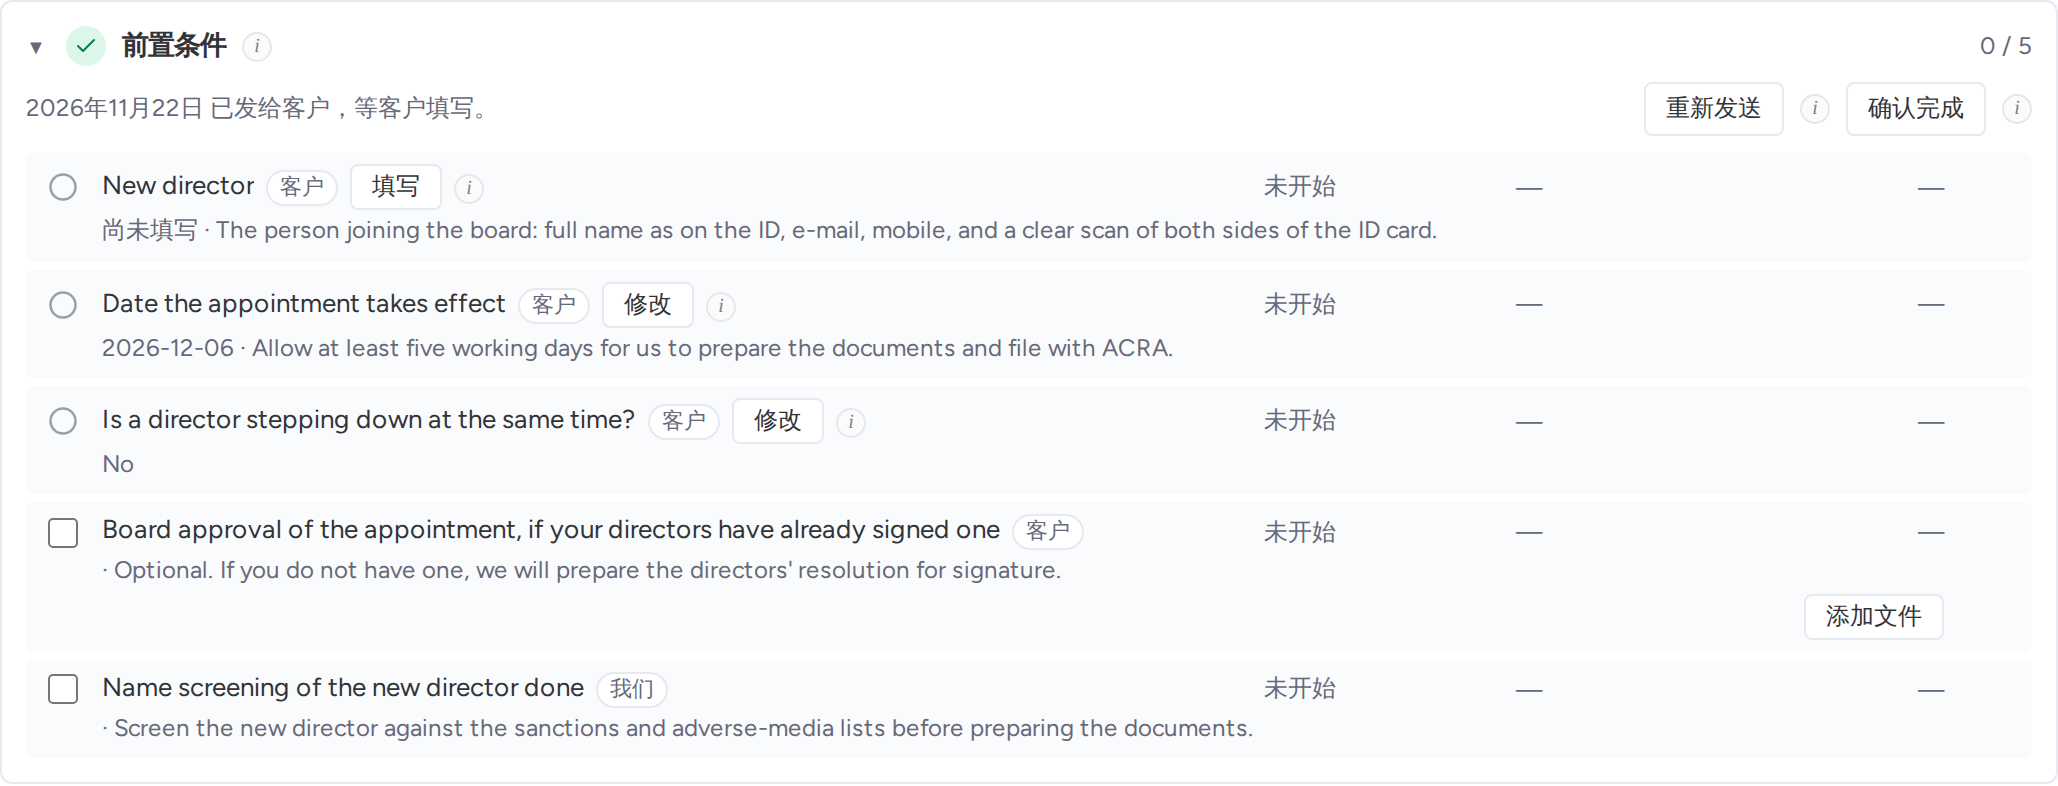 ▼ ✓ 前置条件 i 0 / 5
2026年11月22日 已发给客户，等客户填写。 重新发送 i 确认完成 i
New director 客户 填写 i 未开始 — —
尚未填写 · The person joining the board: full name as on the ID, e-mail, mobile, and a clear scan of both sides of the ID card.
Date the appointment takes effect 客户 修改 i 未开始 — —
2026-12-06 · Allow at least five working days for us to prepare the documents and file with ACRA.
Is a director stepping down at the same time? 客户 修改 i 未开始 — —
No
Board approval of the appointment, if your directors have already signed one 客户 未开始 — —
· Optional. If you do not have one, we will prepare the directors' resolution for signature.
添加文件
Name screening of the new director done 我们 未开始 — —
· Screen the new director against the sanctions and adverse-media lists before preparing the documents.